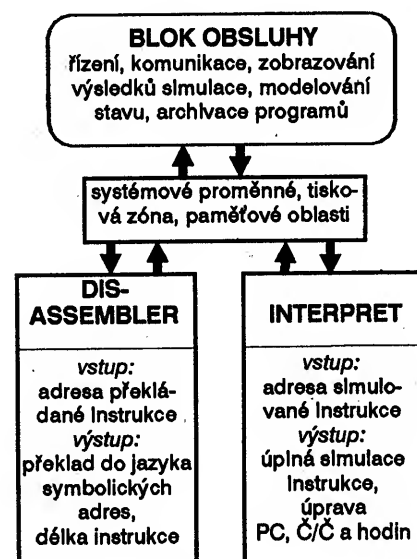 BLOK OBSLUHY
řízení, komunikace, zobrazování
výsledků simulace, modelování
stavu, archivace programů
systémové proměnné, tisko-
vá zóna, paměťové oblasti
DIS-
ASSEMBLER
vstup:
adresa překlá-
dané instrukce
výstup:
překlad do jazyka
symbolických
adres,
délka instrukce
INTERPRET
vstup:
adresa simulo-
vané instrukce
výstup:
úplná simulace
instrukce,
úprava
PC, Č/Č a hodin